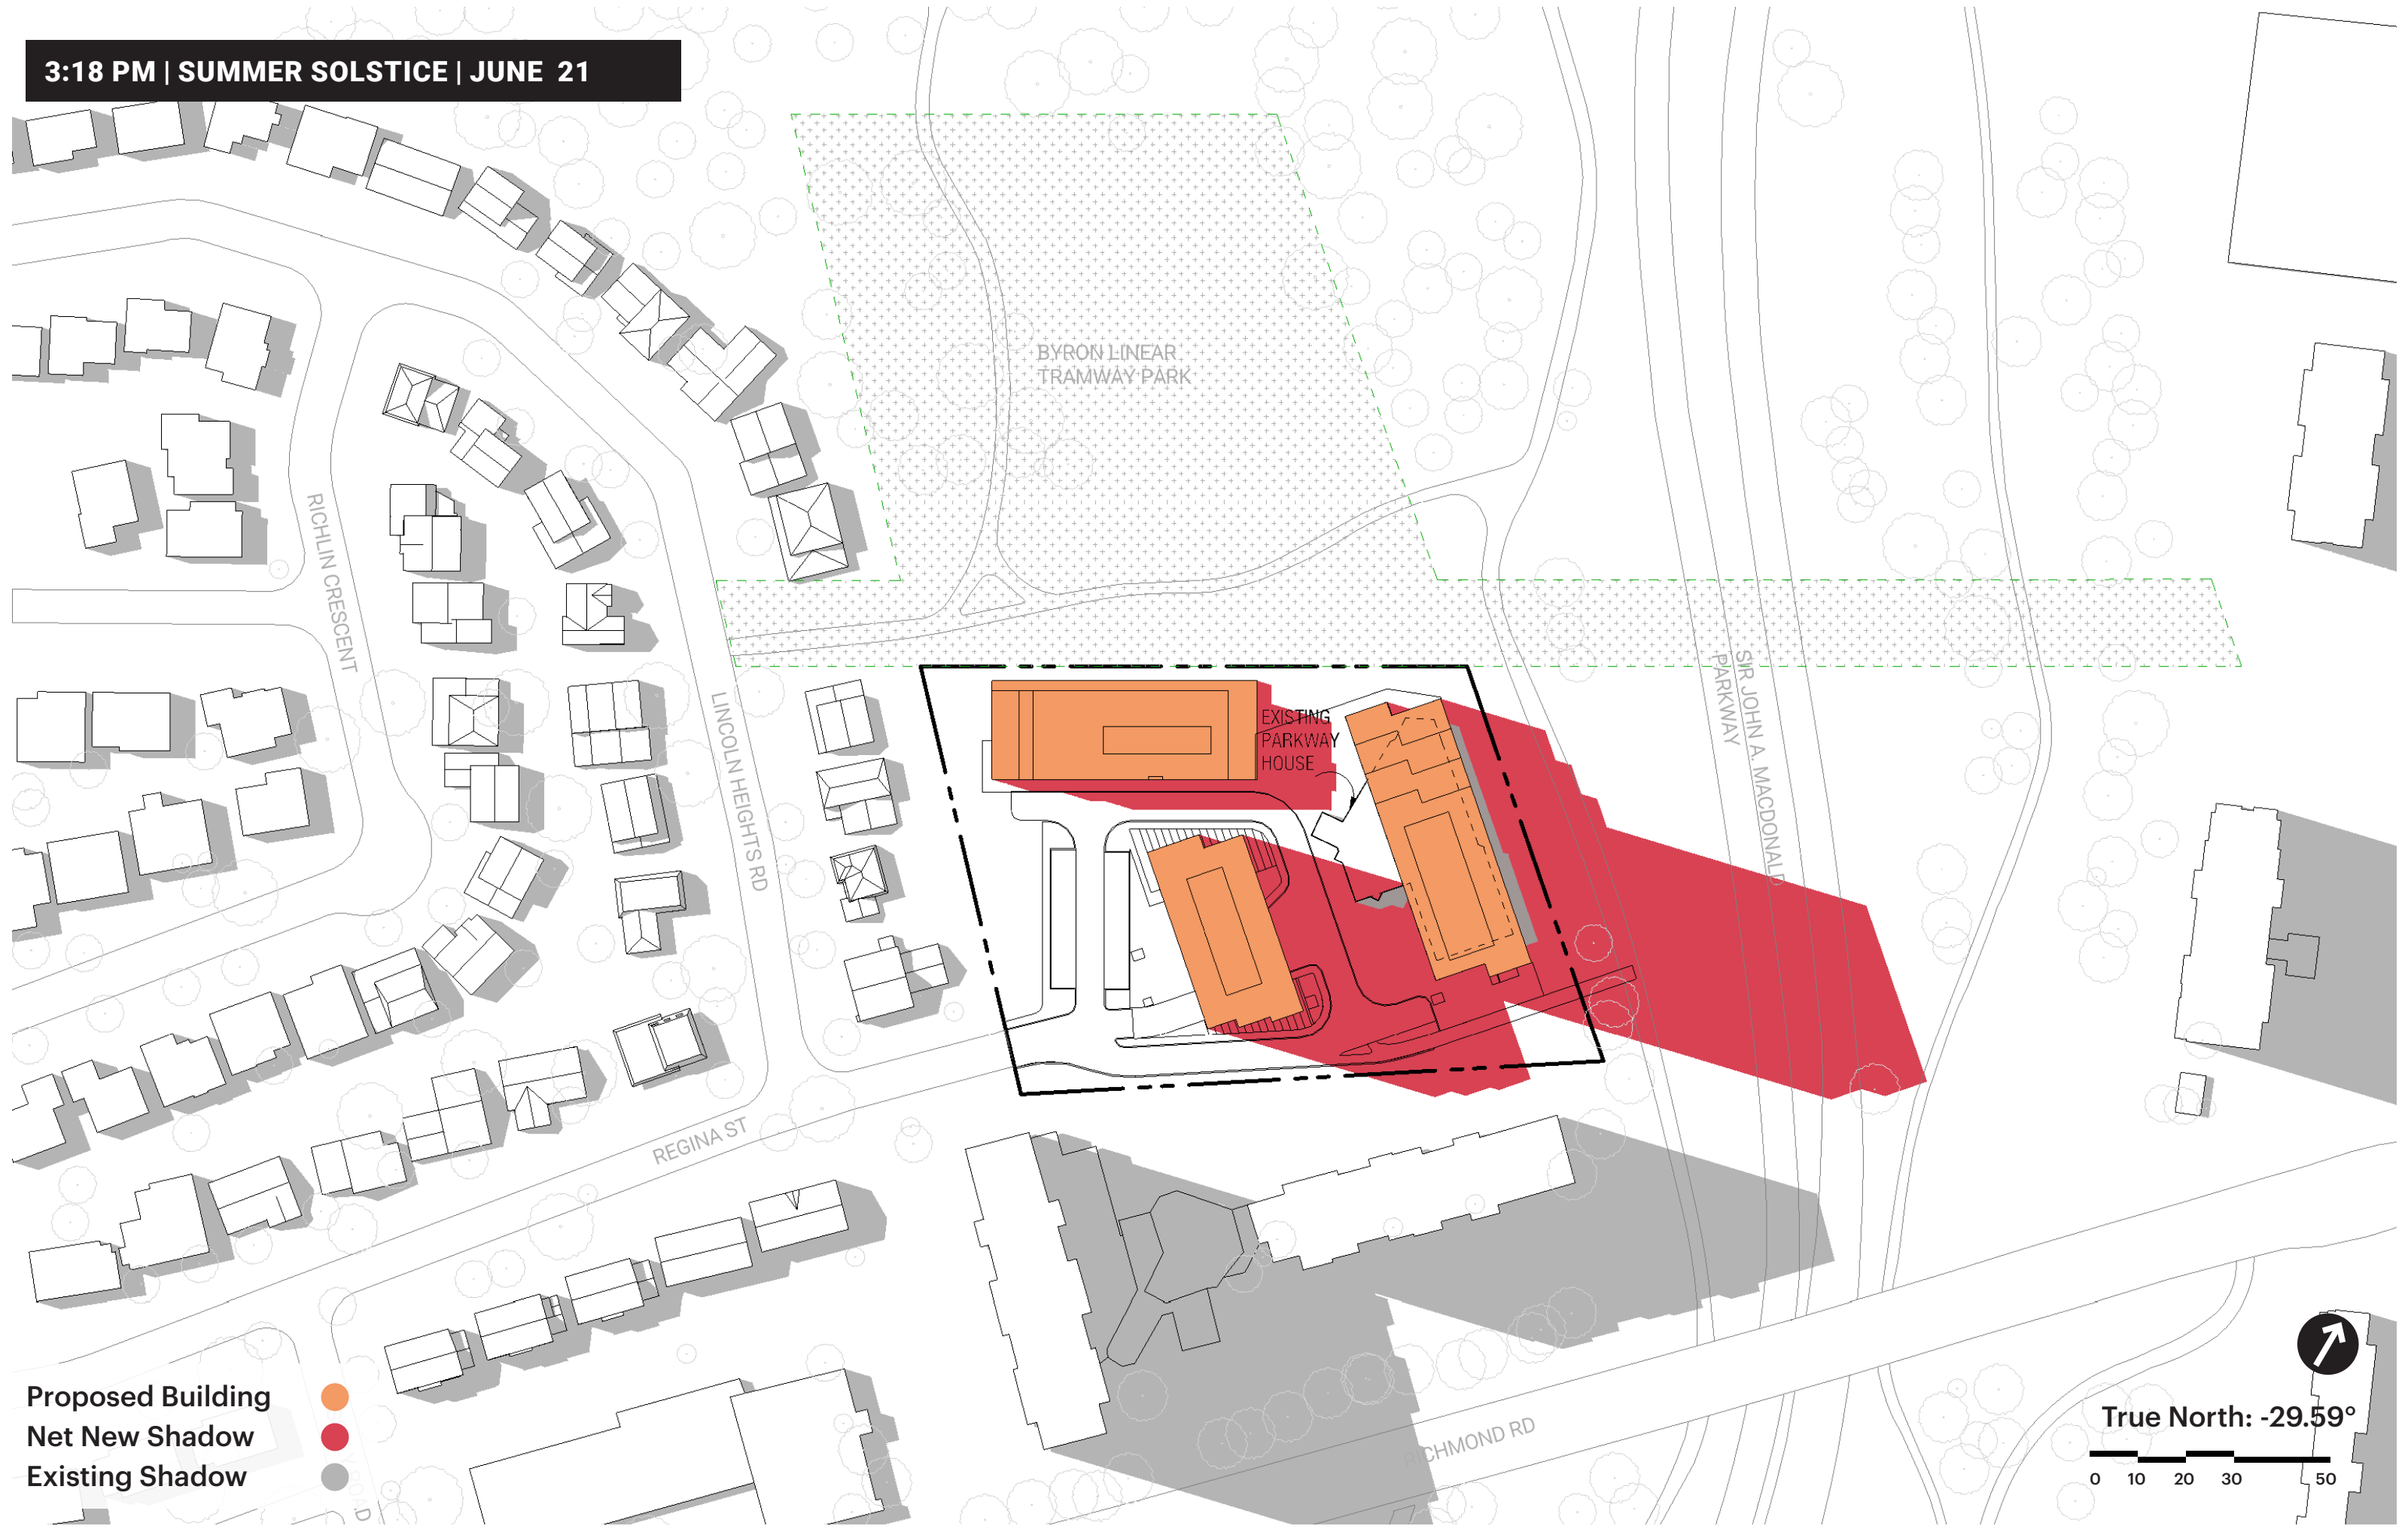 3:18 PM | SUMMER SOLSTICE | JUNE 21
BYRON LINEAR
TRAMWAY PARK
RICHLIN CRESCENT
LINCOLN HEIGHTS RD
SIR JOHN A. MACDONALD
PARKWAY
EXISTING
PARKWAY
HOUSE
REGINA ST
RICHMOND RD
Proposed Building
Net New Shadow
Existing Shadow
True North: -29.59°
0 10 20 30 50